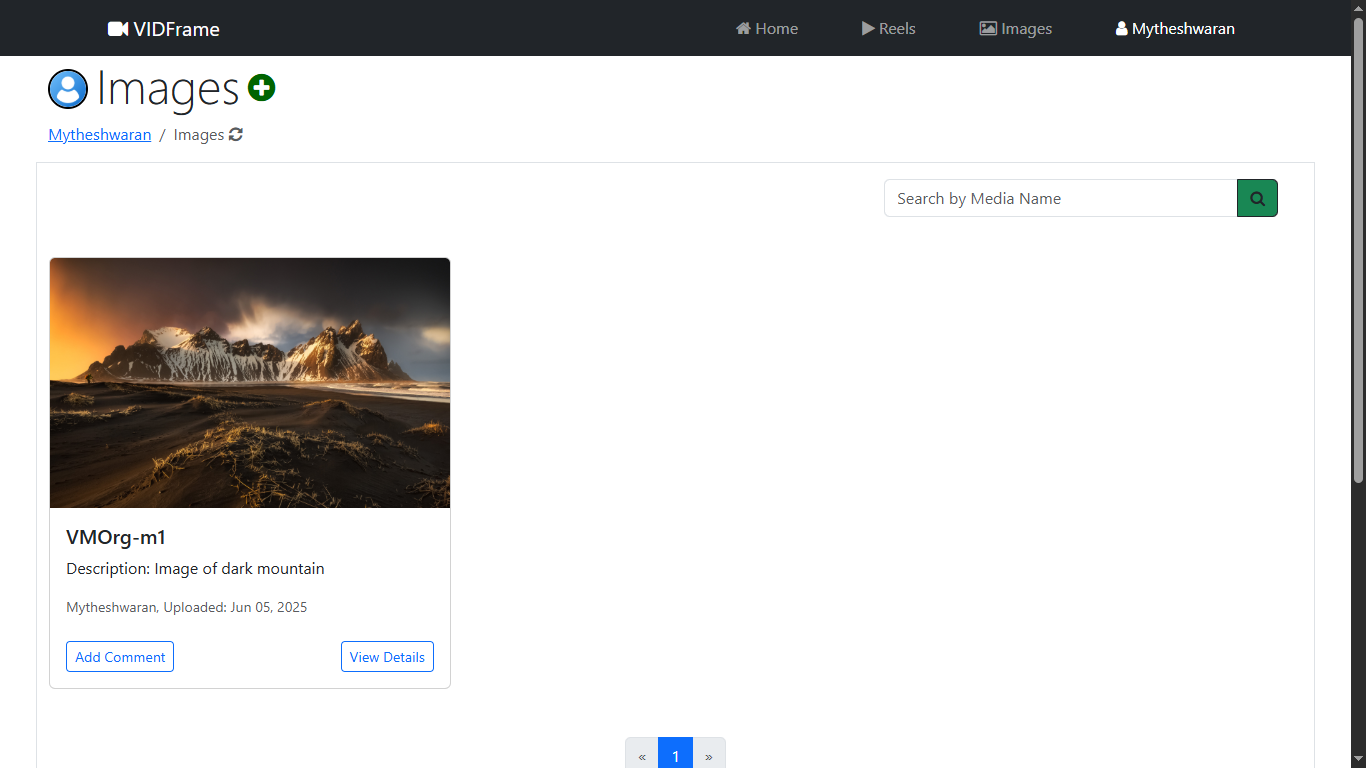 VIDFrame Home Reels Images Mytheshwaran
Images
Mytheshwaran / Images
Search by Media Name
VMOrg-m1
Description: Image of dark mountain
Mytheshwaran, Uploaded: Jun 05, 2025
Add Comment View Details
« 1 »